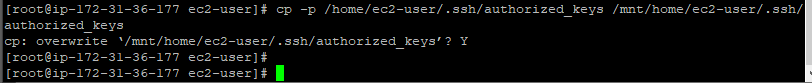 [root@ip-172-31-36-177 ec2-user]# cp -p /home/ec2-user/.ssh/authorized_keys /mnt/home/ec2-user/.ssh/
authorized_keys
cp: overwrite ‘/mnt/home/ec2-user/.ssh/authorized_keys’? Y
[root@ip-172-31-36-177 ec2-user]#
[root@ip-172-31-36-177 ec2-user]#